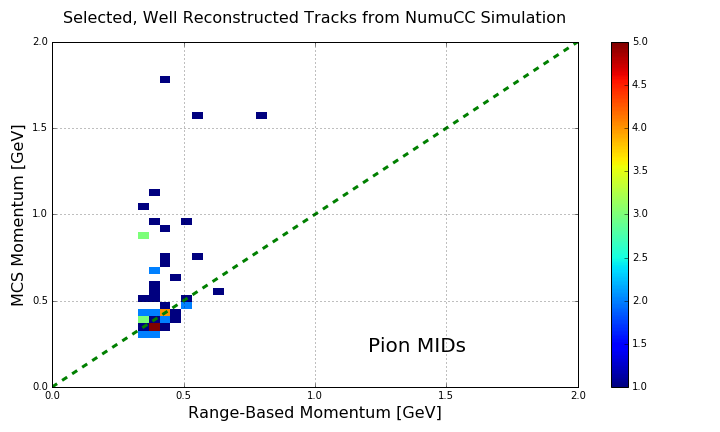 Selected, Well Reconstructed Tracks from NumuCC Simulation
MCS Momentum [GeV]
2.0
1.5
1.0
0.5
0.0
0.0 0.5 1.0 1.5 2.0
Range-Based Momentum [GeV]
Pion MIDs
5.0
4.5
4.0
3.5
3.0
2.5
2.0
1.5
1.0